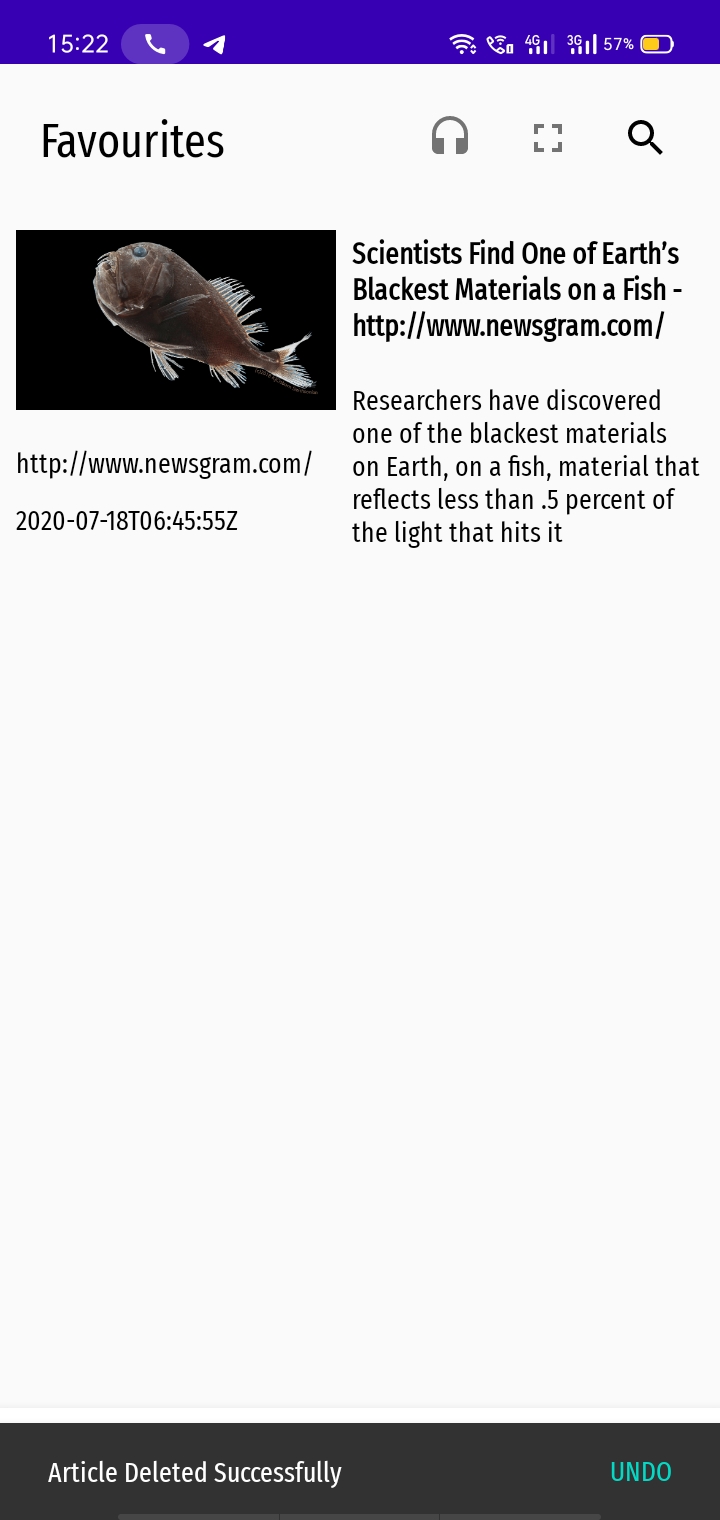 15:22
4G
3G
57%
Favourites
Scientists Find One of Earth’s
Blackest Materials on a Fish -
http://www.newsgram.com/
Researchers have discovered
one of the blackest materials
on Earth, on a fish, material that
reflects less than .5 percent of
the light that hits it
http://www.newsgram.com/
2020-07-18T06:45:55Z
Article Deleted Successfully
UNDO